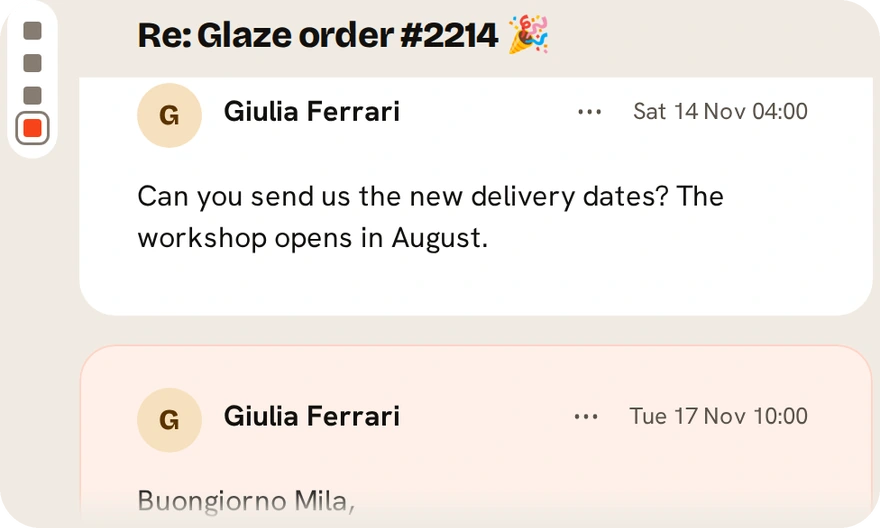 Re: Glaze order #2214 🎉
G Giulia Ferrari ··· Sat 14 Nov 04:00
Can you send us the new delivery dates? The
workshop opens in August.
G Giulia Ferrari ··· Tue 17 Nov 10:00
Buongiorno Mila,